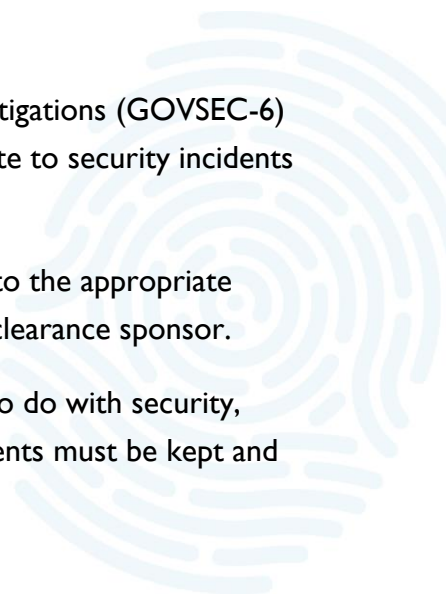 tigations (GOVSEC-6)
te to security incidents
to the appropriate
clearance sponsor.
o do with security,
ents must be kept and